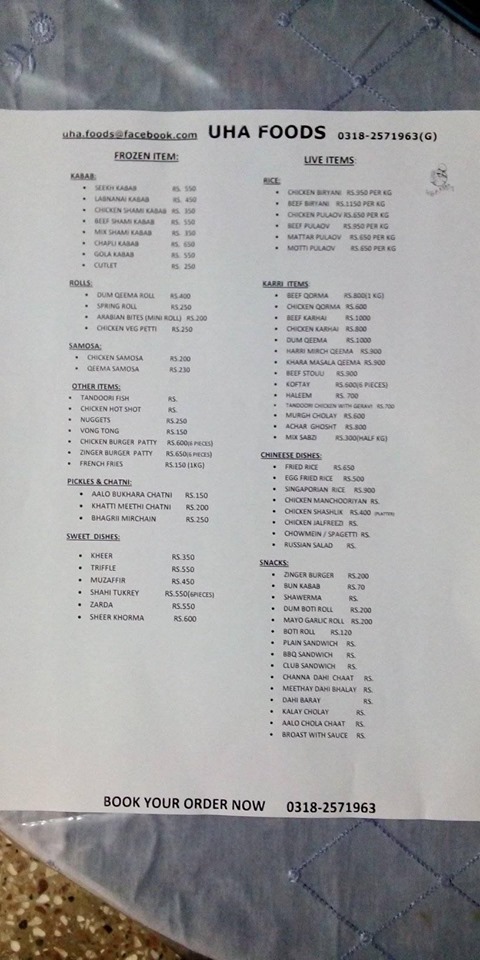 uha.foods@facebook.com UHA FOODS 0318-2571963(G)
FROZEN ITEM:
KABAB:
SEEKH KABAB RS. 550
LABNANAI KABAB RS. 450
CHICKEN SHAMI KABAB RS. 350
BEEF SHAMI KABAB RS. 550
MIX SHAMI KABAB RS. 350
CHAPLI KABAB RS. 650
GOLA KABAB RS. 550
CUTLET RS. 250
ROLLS:
DUM QEEMA ROLL RS.400
SPRING ROLL RS.250
ARABIAN BITES (MINI ROLL) RS.200
CHICKEN VEG PETTI RS.250
SAMOSA:
CHICKEN SAMOSA RS.200
QEEMA SAMOSA RS.230
OTHER ITEMS:
TANDOORI FISH RS.
CHICKEN HOT SHOT RS.
NUGGETS RS.250
VONG TONG RS.150
CHICKEN BURGER PATTY RS.600(6 PIECES)
ZINGER BURGER PATTY RS.650(6 PIECES)
FRENCH FRIES RS.150 (1KG)
PICKLES & CHATNI:
AALO BUKHARA CHATNI RS.150
KHATTI MEETHI CHATNI RS.200
BHAGRII MIRCHAIN RS.250
SWEET DISHES:
KHEER RS.350
TRIFFLE RS.550
MUZAFFIR RS.450
SHAHI TUKREY RS.550(6PIECES)
ZARDA RS.550
SHEER KHORMA RS.600
LIVE ITEMS:
RICE:
CHICKEN BIRYANI RS.950 PER KG
BEEF BIRYANI RS.1150 PER KG
CHICKEN PULAOV RS.650 PER KG
BEEF PULAOV RS.950 PER KG
MATTAR PULAOV RS.650 PER KG
MOTTI PULAOV RS.650 PER KG
KARRI ITEMS
BEEF QORMA RS.800(1 KG)
CHICKEN QORMA RS.600
BEEF KARHAI RS.1000
CHICKEN KARHAI RS.800
DUM QEEMA RS.1000
HARRI MIRCH QEEMA RS.900
KHARA MASALA QEEMA RS.900
BEEF STOUU RS.900
KOFTAY RS.600(6 PIECES)
HALEEM RS. 700
TANDOORI CHICKEN WITH GERAVI RS.700
MURGH CHOLAY RS.600
ACHAR GHOSHT RS.800
MIX SABZI RS.300(HALF KG)
CHINEESE DISHES:
FRIED RICE RS.650
EGG FRIED RICE RS.500
SINGAPORIAN RICE RS.900
CHICKEN MANCHOORIYAN RS.
CHICKEN SHASHLIK RS.400 (PLATTER)
CHICKEN JALFREEZI RS.
CHOWMEIN / SPAGETTI RS.
RUSSIAN SALAD RS.
SNACKS:
ZINGER BURGER RS.200
BUN KABAB RS.70
SHAWERMA RS.
DUM BOTI ROLL RS.200
MAYO GARLIC ROLL RS.200
BOTI ROLL RS.120
PLAIN SANDWICH RS.
BBQ SANDWICH RS.
CLUB SANDWICH RS.
CHANNA DAHI CHAAT RS.
MEETHAY DAHI BHALAY RS.
DAHI BARAY RS.
KALAY CHOLAY RS.
AALO CHOLA CHAAT RS.
BROAST WITH SAUCE RS.
BOOK YOUR ORDER NOW 0318-2571963